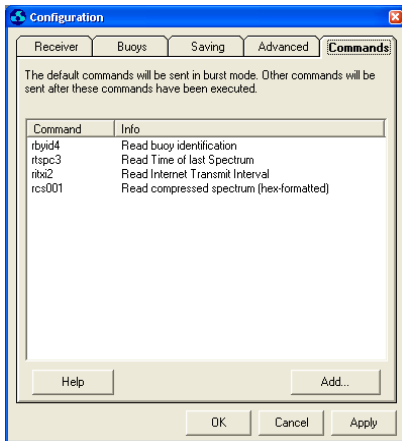 Configuration
Receiver Buoys Saving Advanced Commands
The default commands will be sent in burst mode. Other commands will be
sent after these commands have been executed.
Command Info
rbyid4 Read buoy identification
rtspc3 Read Time of last Spectrum
ritxi2 Read Internet Transmit Interval
rcs001 Read compressed spectrum (hex-formatted)
Help Add...
OK Cancel Apply